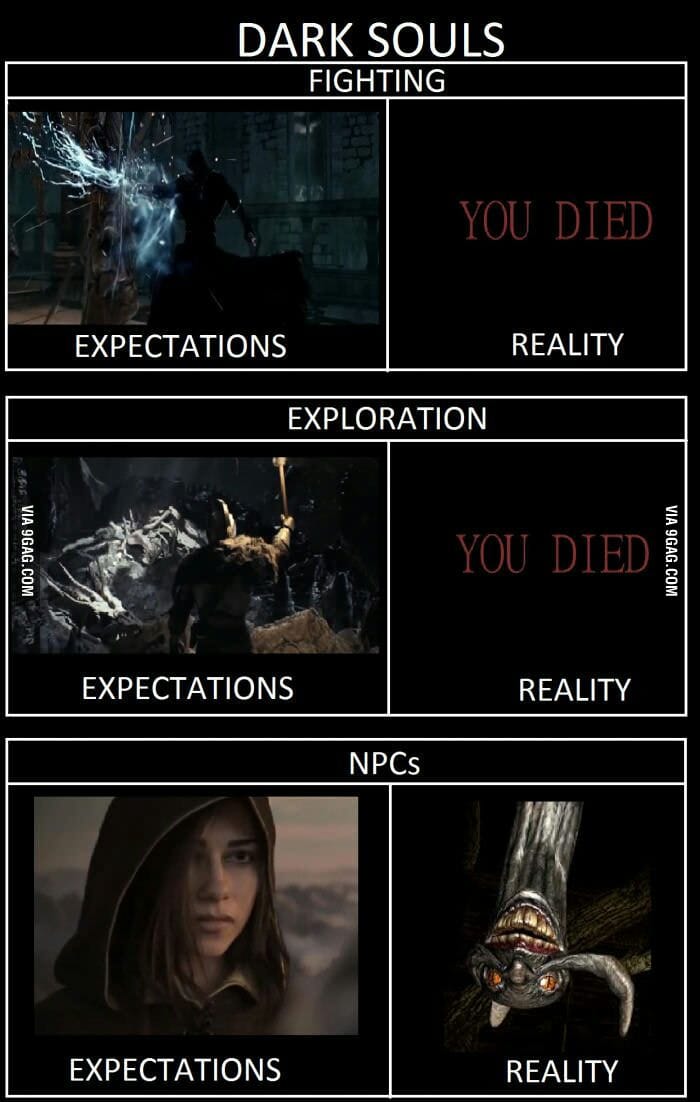 DARK SOULS
FIGHTING
YOU DIED
EXPECTATIONS
REALITY
EXPLORATION
VIA 9GAG.COM
YOU DIED
VIA 9GAG.COM
EXPECTATIONS
REALITY
NPCs
EXPECTATIONS
REALITY